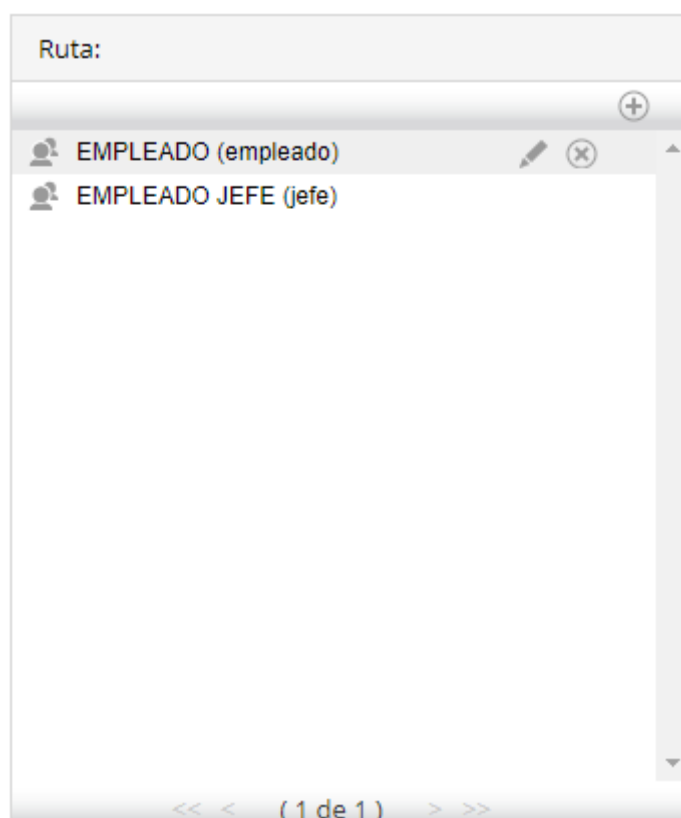 Ruta:
EMPLEADO (empleado)
EMPLEADO JEFE (jefe)
<< < ( 1 de 1 ) > >>